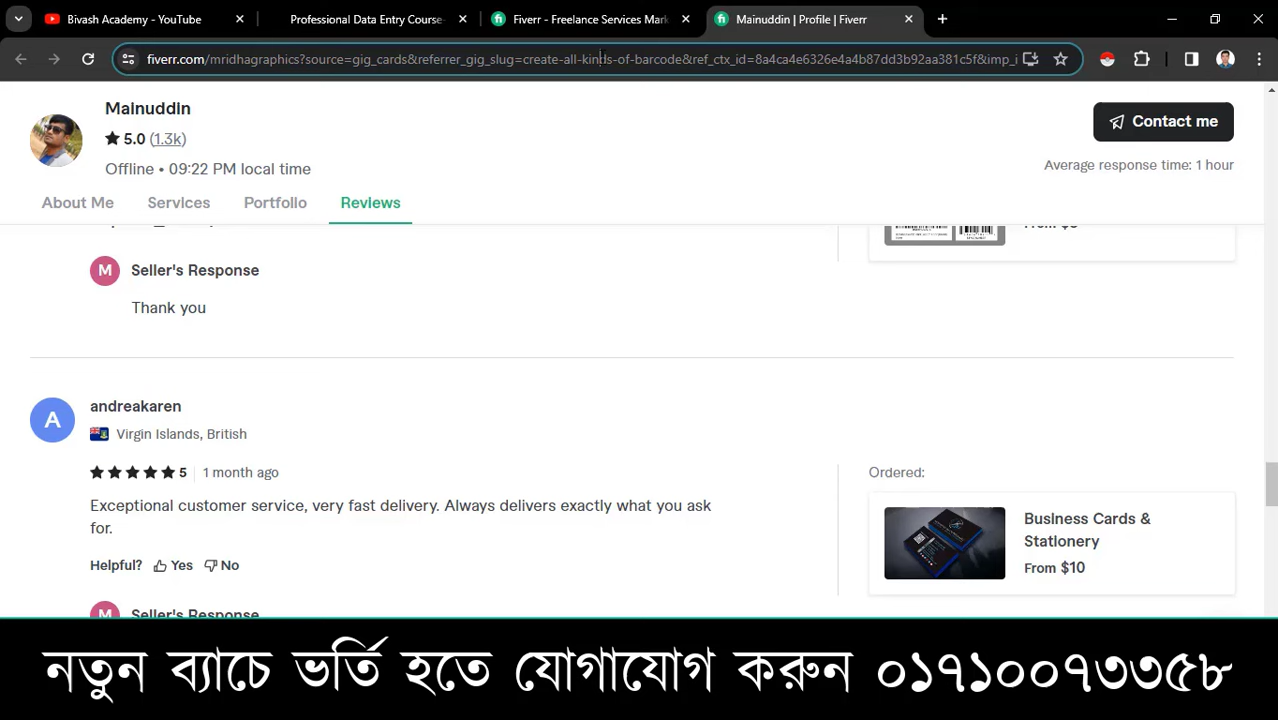 Bivash Academy - YouTube
Professional Data Entry Course-
Fiverr - Freelance Services Mark
Mainuddin | Profile | Fiverr
fiverr.com/mridhagraphics?source=gig_cards&referrer_gig_slug=create-all-kinds-of-barcode&ref_ctx_id=8a4ca4e6326e4a4b87dd3b92aa381c5f&imp_i
Mainuddin
5.0 (1.3k)
Contact me
Offline • 09:22 PM local time
Average response time: 1 hour
About Me
Services
Portfolio
Reviews
M
Seller's Response
Thank you
A
andreakaren
Virgin Islands, British
5
1 month ago
Ordered:
Exceptional customer service, very fast delivery. Always delivers exactly what you ask
for.
Business Cards &
Stationery
From $10
Helpful? Yes No
M
Seller's Response
নতুন ব্যাচে ভর্তি হতে যোগাযোগ করুন ০১৭১০০৭৩৩৫৮